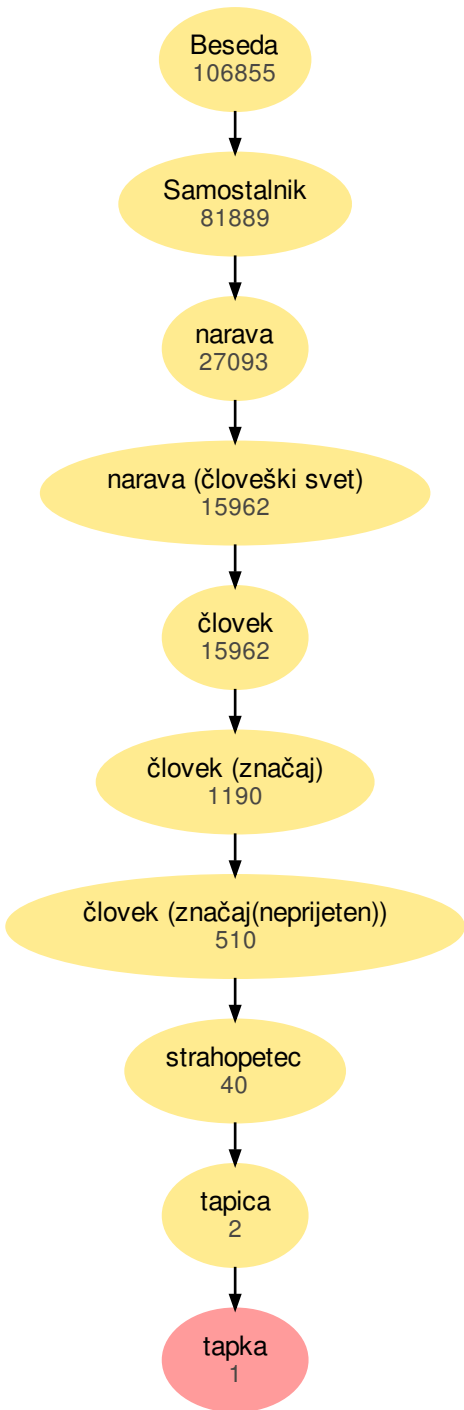 Beseda
106855
Samostalnik
81889
narava
27093
narava (človeški svet)
15962
človek
15962
človek (značaj)
1190
človek (značaj(neprijeten))
510
strahopetec
40
tapica
2
tapka
1